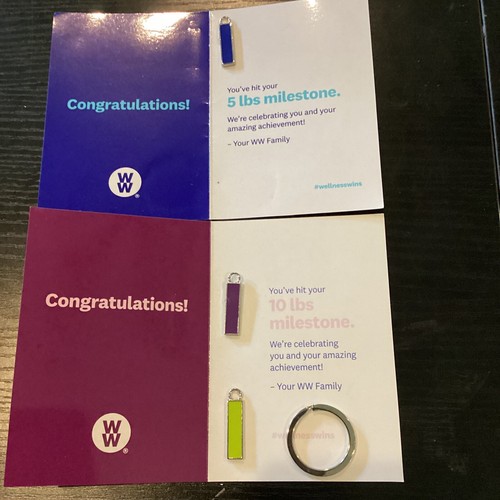 Congratulations!
W
W
®
You've hit your
5 lbs milestone.
We're celebrating you and your
amazing achievement!
– Your WW Family
#wellnesswins
Congratulations!
W
W
®
You've hit your
10 lbs
milestone.
We're celebrating
you and your amazing
achievement!
– Your WW Family
#wellnesswins